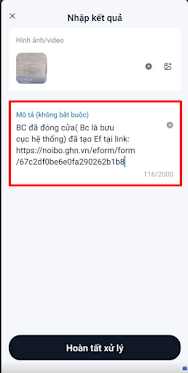 Nhập kết quả
Hình ảnh/video
Mô tả (không bắt buộc)
BC đã đóng cửa( Bc là bưu
cục hệ thống) đã tạo Ef tại link:
https://noibo.ghn.vn/eform/form
/67c2df0be6e0fa290262b1b8
116/2000
Hoàn tất xử lý